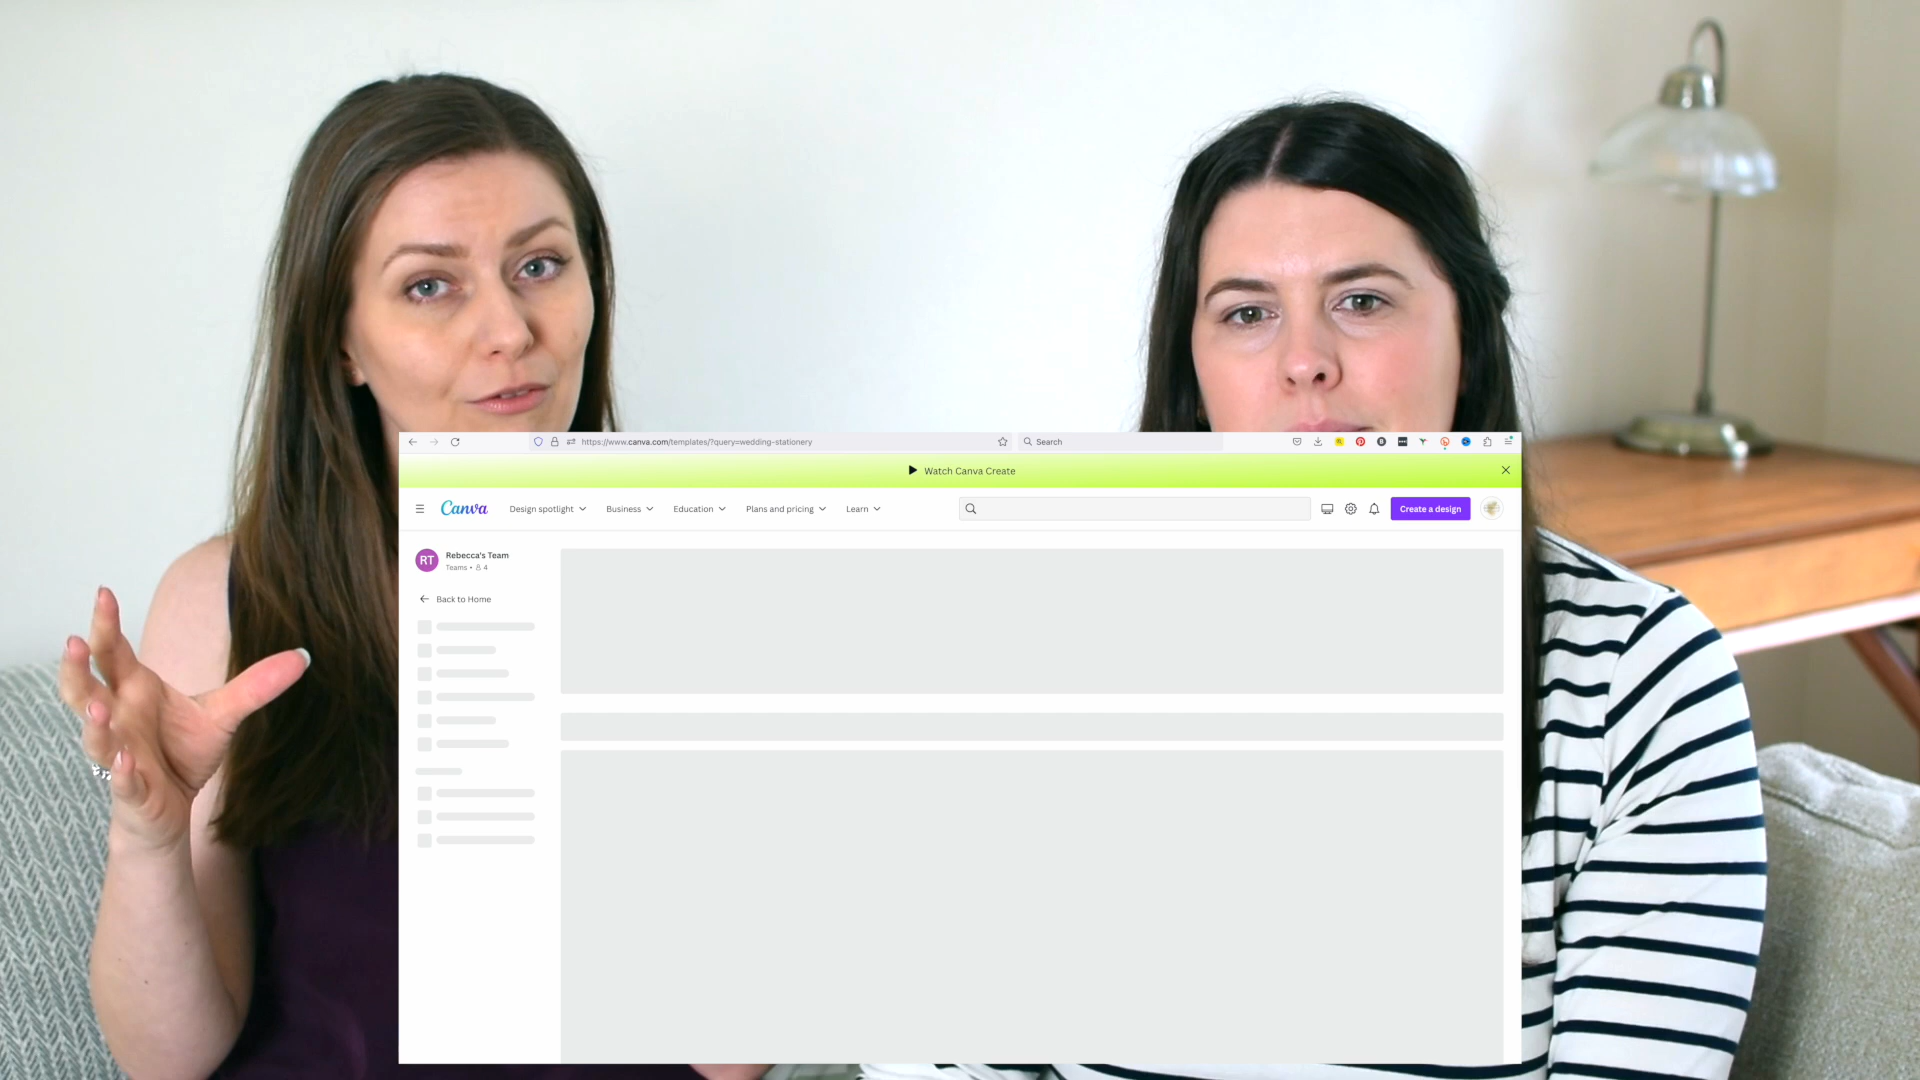 https://www.canva.com/templates/?query=wedding-stationery
Search
Watch Canva Create
Canva
Design spotlight
Business
Education
Plans and pricing
Learn
Create a design
RT
Rebecca's Team
Teams • 4
Back to Home